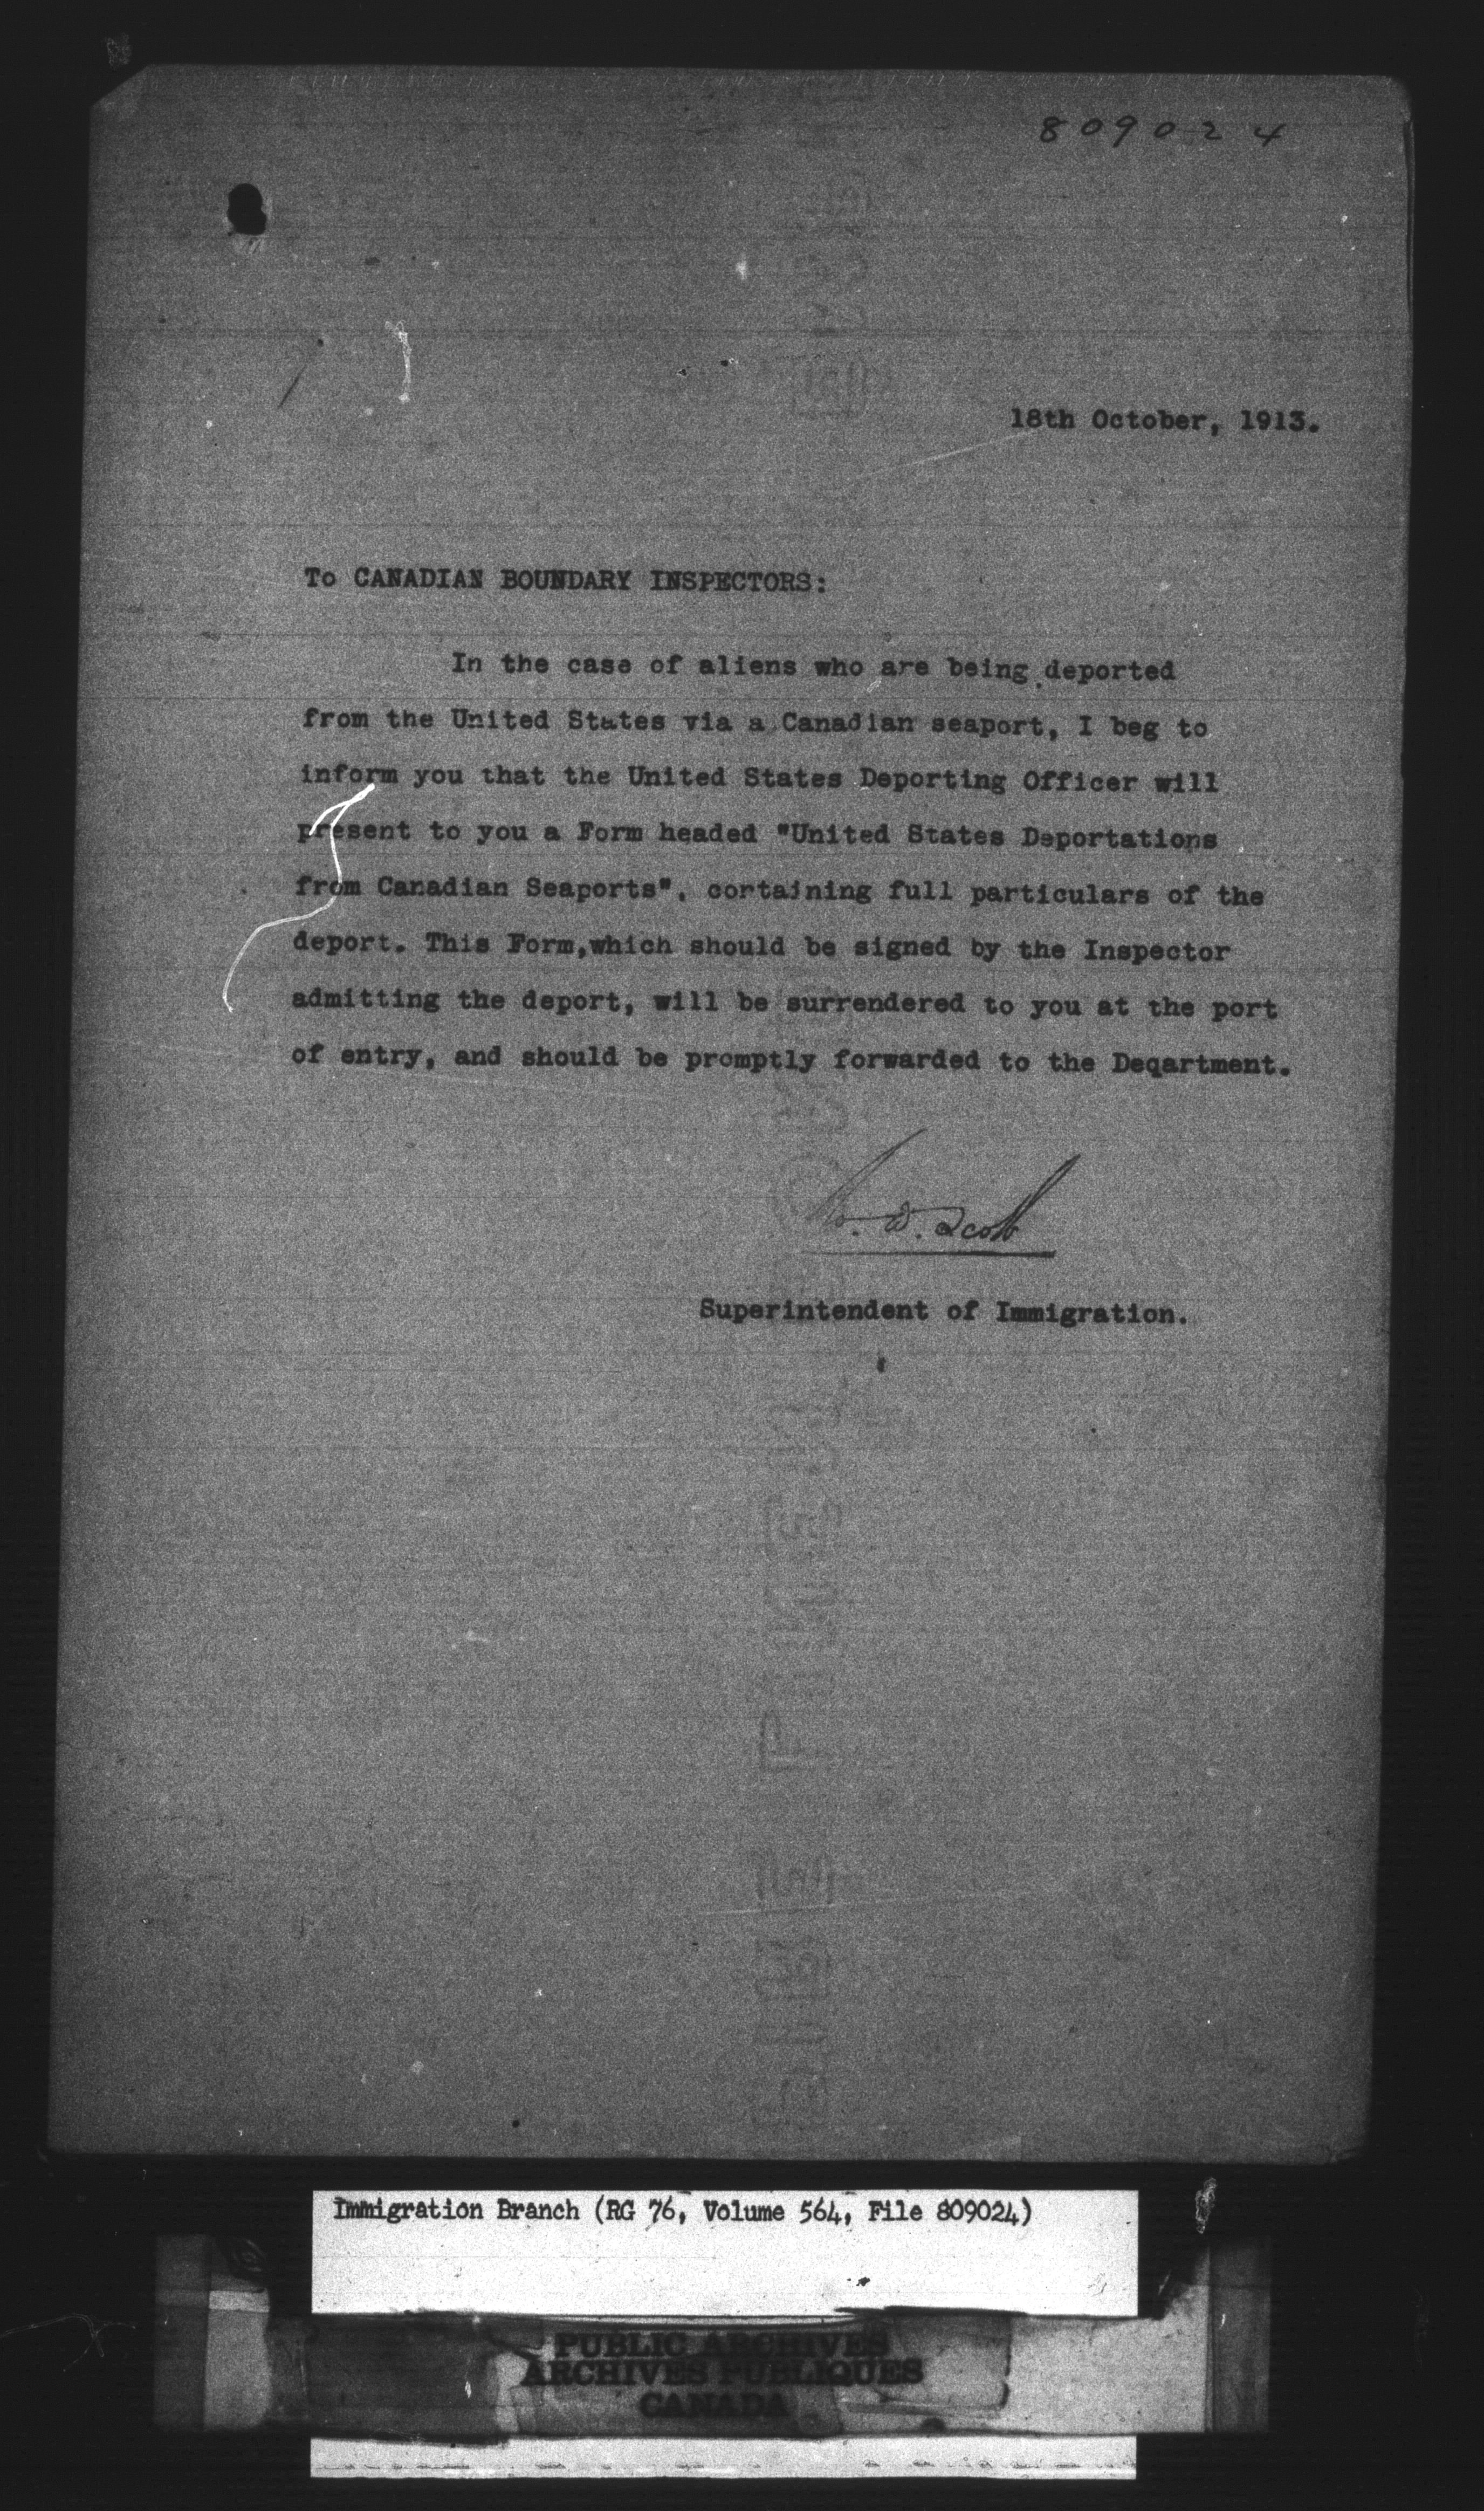 809024
18th October, 1913.
To CANADIAN BOUNDARY INSPECTORS:
In the case of aliens who are being deported
from the United States via a Canadian seaport, I beg to
inform you that the United States Deporting Officer will
present to you a Form headed "United States Deportations
from Canadian Seaports", cortaining full particulars of the
deport. This Form,which should be signed by the Inspector
admitting the deport, will be surrendered to you at the port
of entry, and should be promptly forwarded to the Deqartment.
W. D. Scott
Superintendent of Immigration.
Immigration Branch (RG 76, Volume 564, File 809024)
PUBLIC ARCHIVES
ARCHIVES PUBLIQUES
CANADA